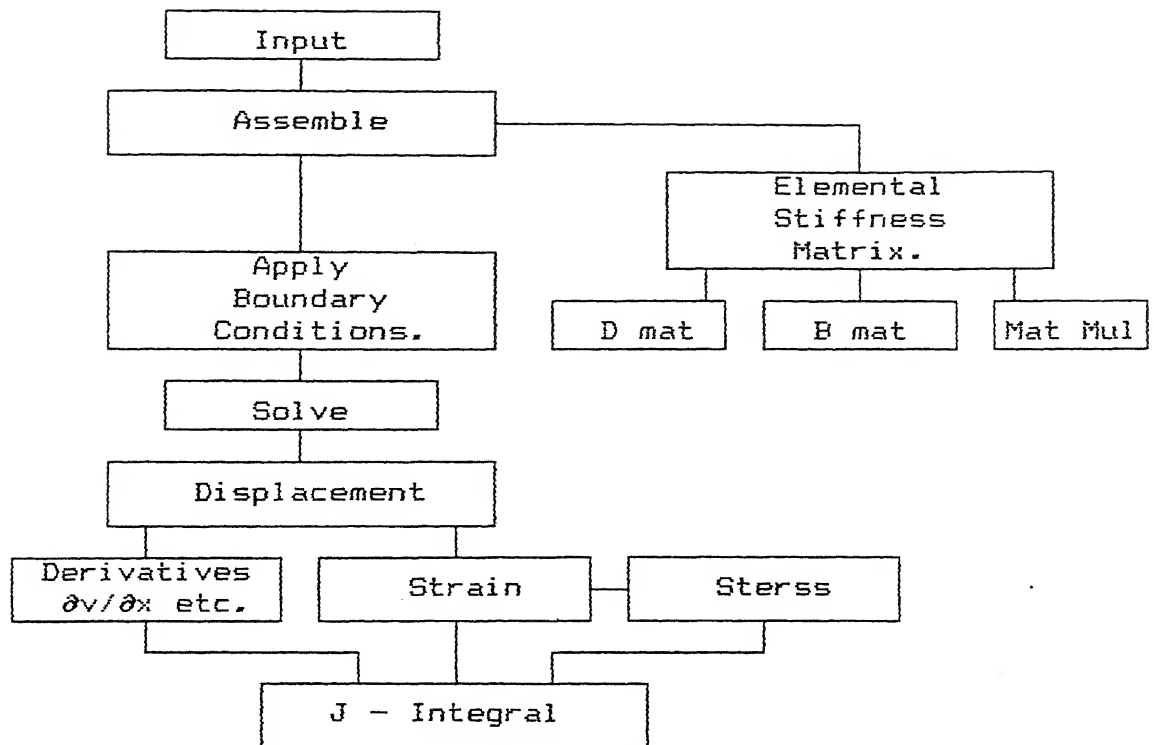 Input
Assemble
Elemental
Stiffness
Matrix.
Apply
Boundary
Conditions.
D mat
B mat
Mat Mul
Solve
Displacement
Derivatives
∂v/∂x etc.
Strain
Sterss
J - Integral